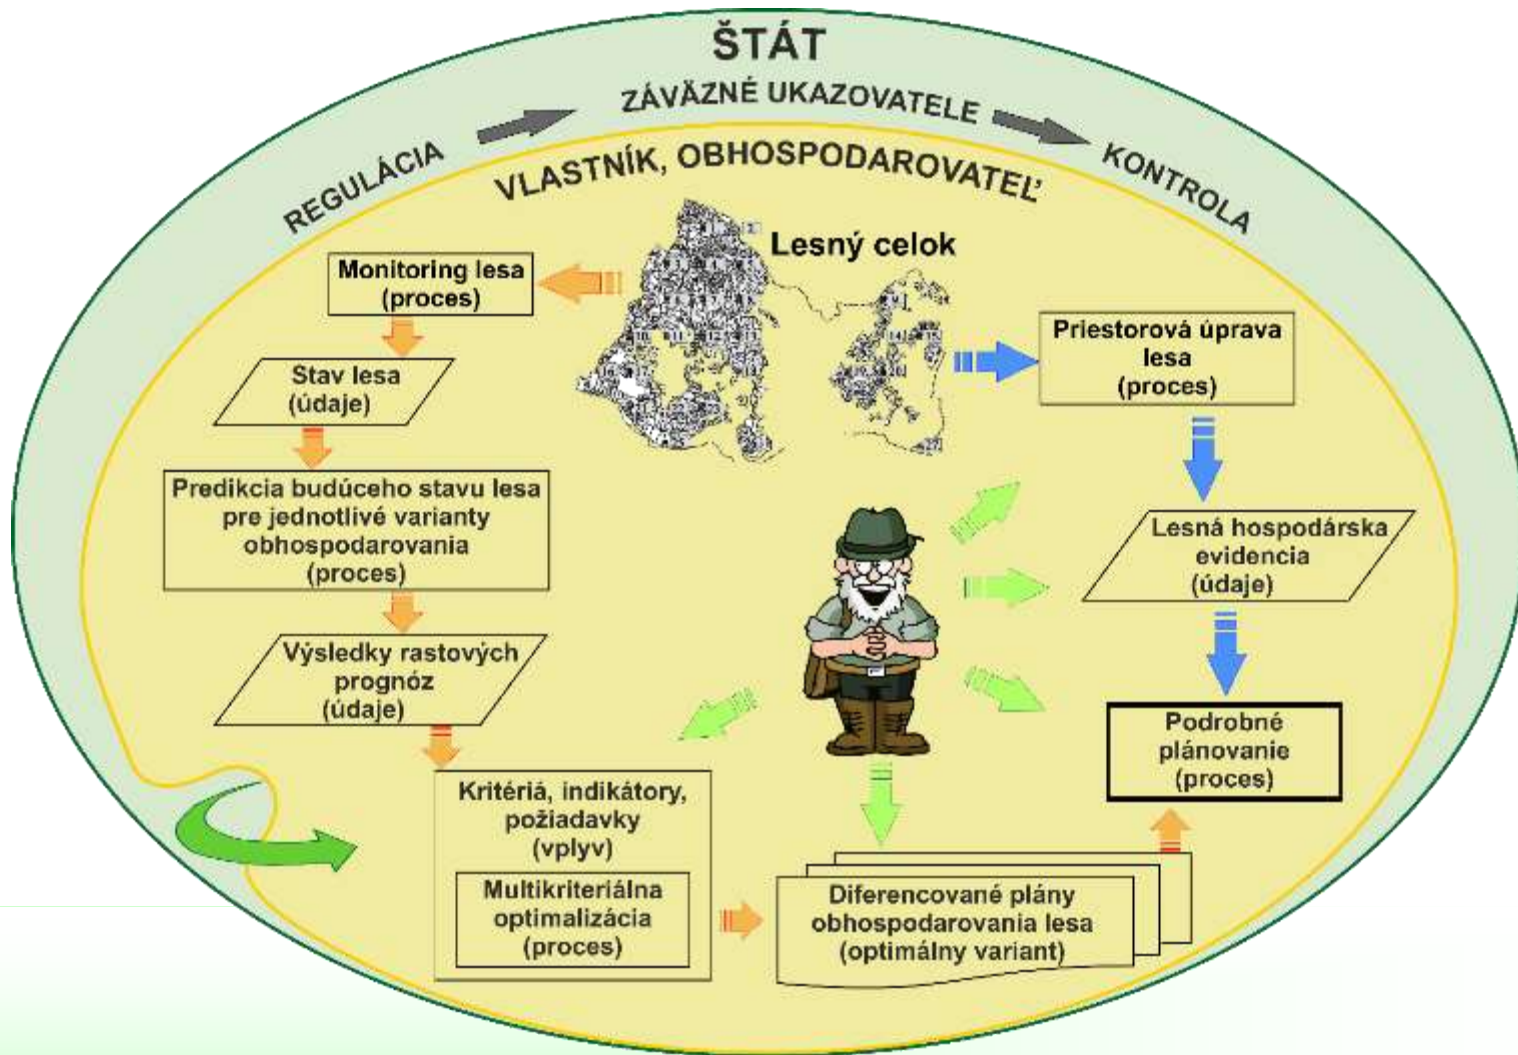 ŠTÁT
ZÁVÄZNÉ UKAZOVATELE
REGULÁCIA
KONTROLA
VLASTNÍK, OBHOSPODAROVATEĽ
Lesný celok
Monitoring lesa
(proces)
Stav lesa
(údaje)
Predikcia budúceho stavu lesa
pre jednotlivé varianty
obhospodarovania
(proces)
Výsledky rastových
prognóz
(údaje)
Kritériá, indikátory,
požiadavky
(vplyv)
Multikriteriálna
optimalizácia
(proces)
Diferencované plány
obhospodarovania lesa
(optimálny variant)
Priestorová úprava
lesa
(proces)
Lesná hospodárska
evidencia
(údaje)
Podrobné
plánovanie
(proces)